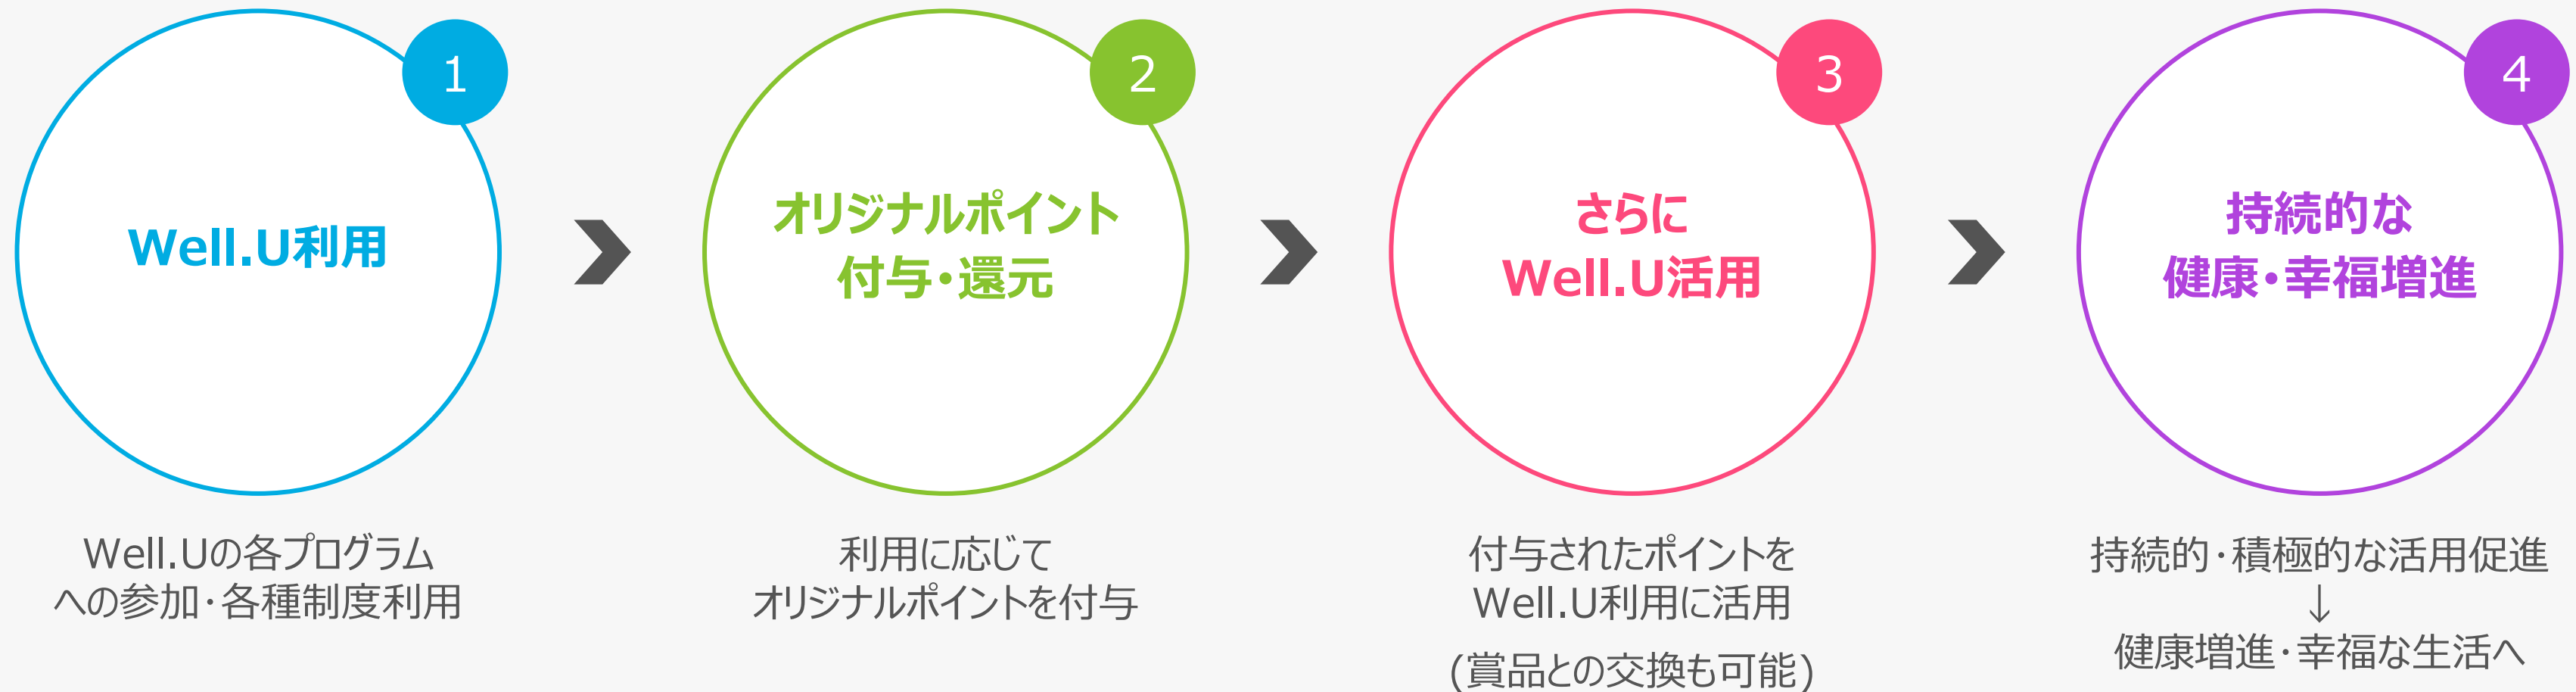 1
Well.U利用
Well.Uの各プログラム
への参加・各種制度利用
2
オリジナルポイント
付与・還元
利用に応じて
オリジナルポイントを付与
3
さらに
Well.U活用
付与されたポイントを
Well.U利用に活用
(賞品との交換も可能)
4
持続的な
健康・幸福増進
持続的・積極的な活用促進
↓
健康増進・幸福な生活へ